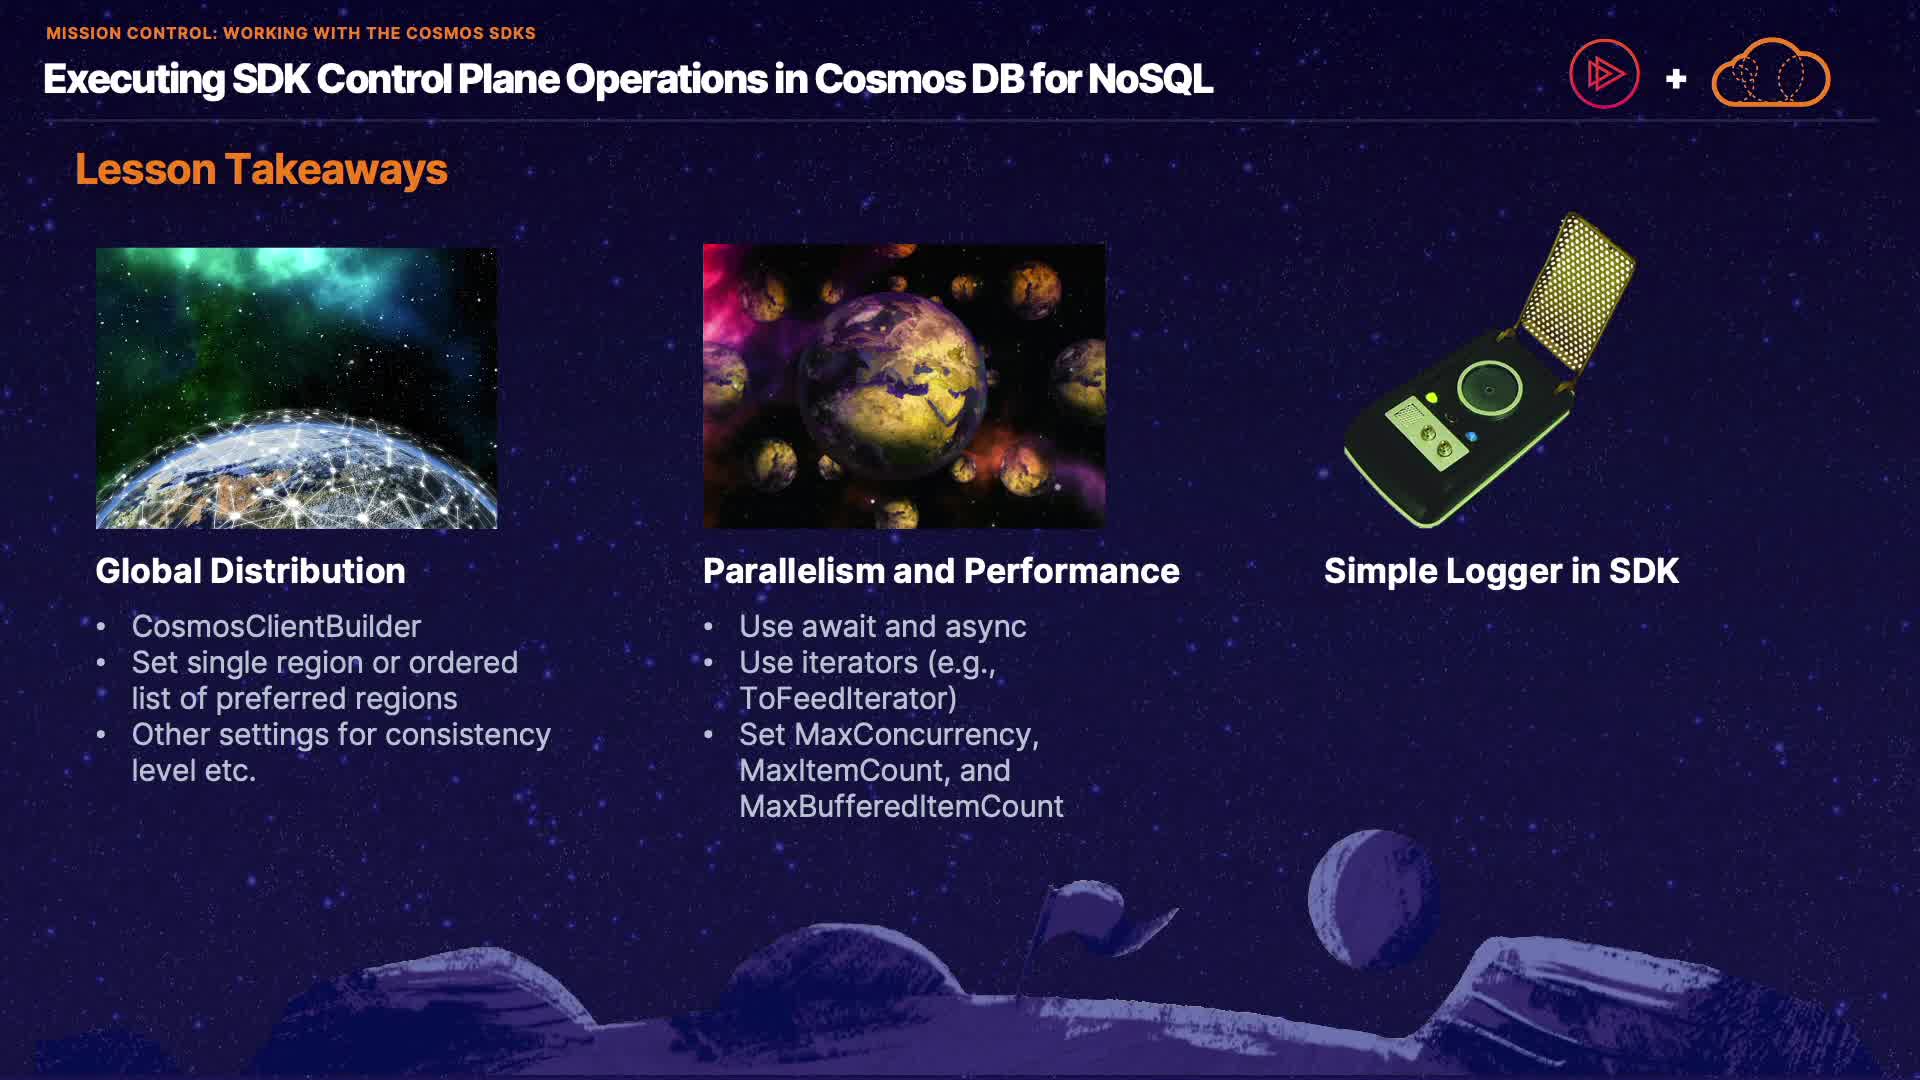 MISSION CONTROL: WORKING WITH THE COSMOS SDKS
Executing SDK Control Plane Operations in Cosmos DB for NoSQL
+
Lesson Takeaways
Global Distribution
• CosmosClientBuilder
• Set single region or ordered
list of preferred regions
• Other settings for consistency
level etc.
Parallelism and Performance
• Use await and async
• Use iterators (e.g.,
ToFeedIterator)
• Set MaxConcurrency,
MaxItemCount, and
MaxBufferedItemCount
Simple Logger in SDK